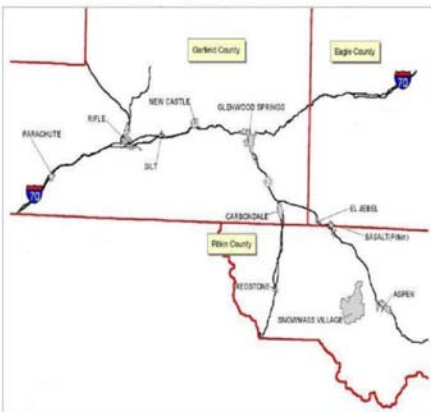 Garfield County
Eagle County
70
NEW CASTLE
GLENWOOD SPRINGS
RIFLE
PARACHUTE
SILT
70
CARBONDALE
EL JEBEL
BASALT(Pitkin)
Pitkin County
REDSTONE
ASPEN
SNOWMASS VILLAGE